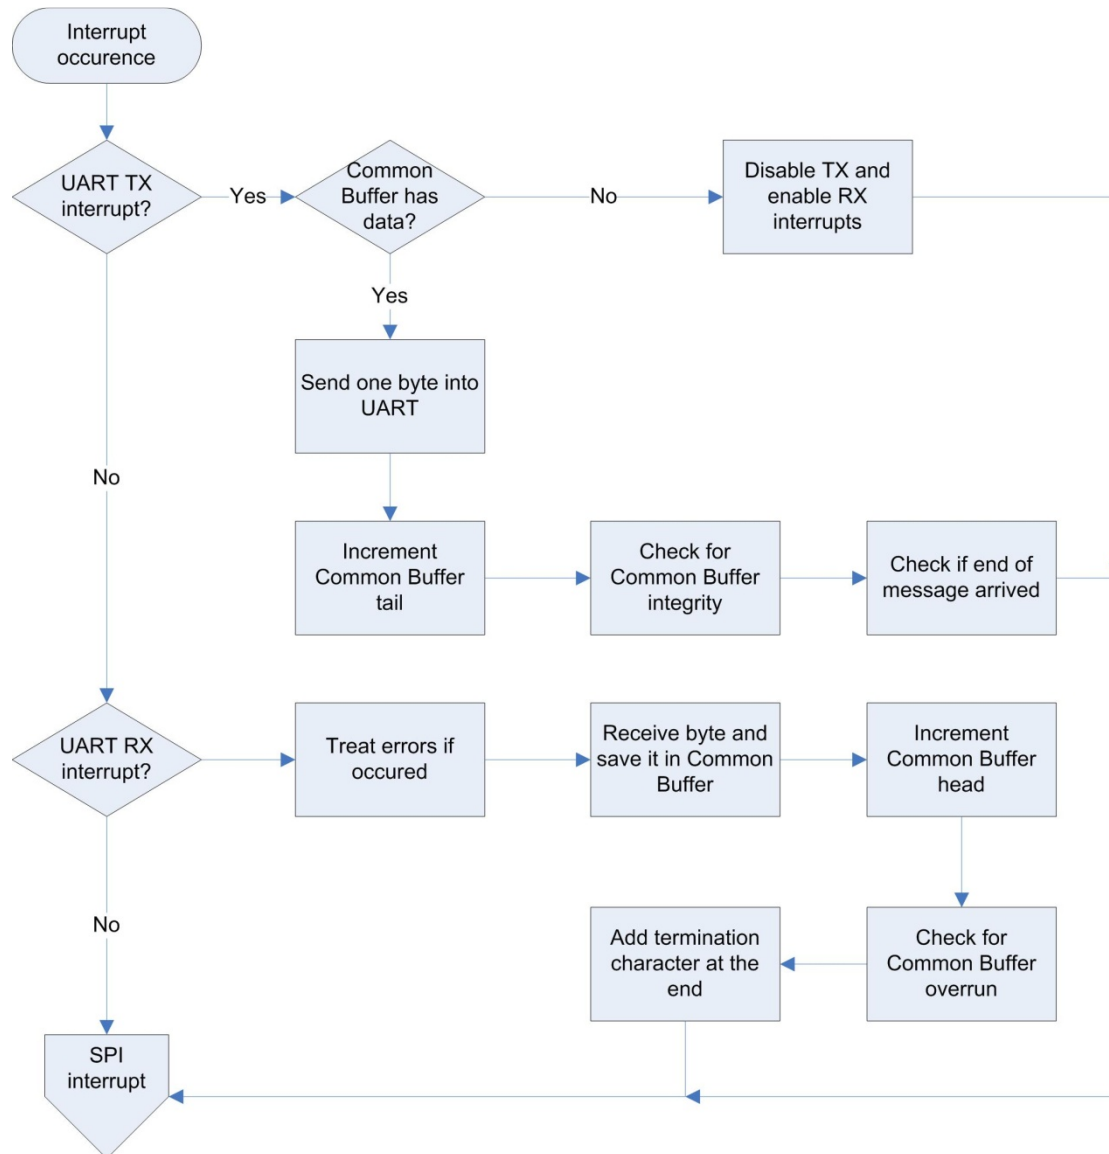 Interrupt
occurence
UART TX
interrupt?
Yes
Common
Buffer has
data?
No
Disable TX and
enable RX
interrupts
Yes
Send one byte into
UART
No
Increment
Common Buffer
tail
Check for
Common Buffer
integrity
Check if end of
message arrived
UART RX
interrupt?
Treat errors if
occured
Receive byte and
save it in Common
Buffer
Increment
Common Buffer
head
No
Add termination
character at the
end
Check for
Common Buffer
overrun
SPI
interrupt